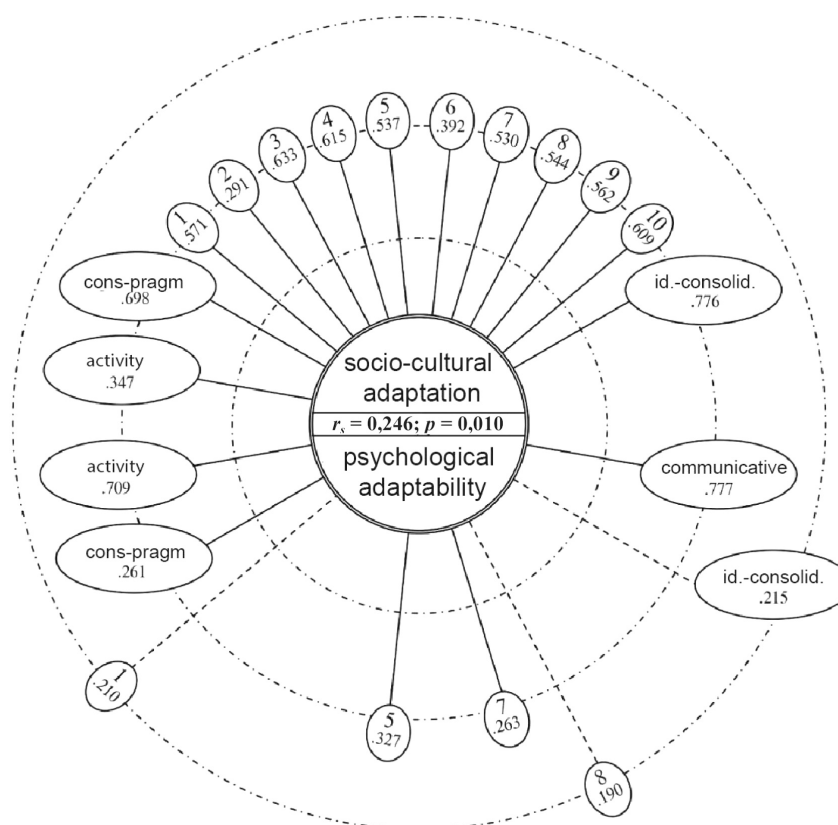 1
.571
2
.291
3
.633
4
.615
5
.537
6
.392
7
.530
8
.544
9
.562
10
.609
cons-pragm
.698
id.-consolid.
.776
activity
.347
socio-cultural
adaptation
rs = 0,246; p = 0,010
psychological
adaptability
activity
.709
communicative
.777
cons-pragm
.261
id.-consolid.
.215
1
.210
5
.327
7
.263
8
.190